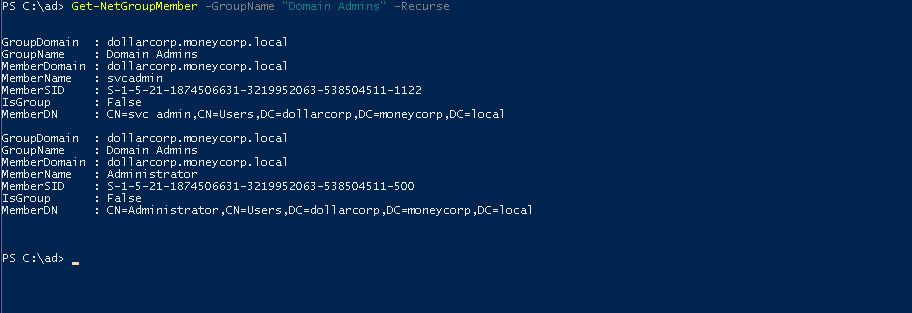 PS C:\ad> Get-NetGroupMember -GroupName "Domain Admins" -Recurse
GroupDomain : dollarcorp.moneycorp.local
GroupName : Domain Admins
MemberDomain : dollarcorp.moneycorp.local
MemberName : svcadmin
MemberSID : S-1-5-21-1874506631-3219952063-538504511-1122
IsGroup : False
MemberDN : CN=svc admin,CN=Users,DC=dollarcorp,DC=moneycorp,DC=local
GroupDomain : dollarcorp.moneycorp.local
GroupName : Domain Admins
MemberDomain : dollarcorp.moneycorp.local
MemberName : Administrator
MemberSID : S-1-5-21-1874506631-3219952063-538504511-500
IsGroup : False
MemberDN : CN=Administrator,CN=Users,DC=dollarcorp,DC=moneycorp,DC=local
PS C:\ad>